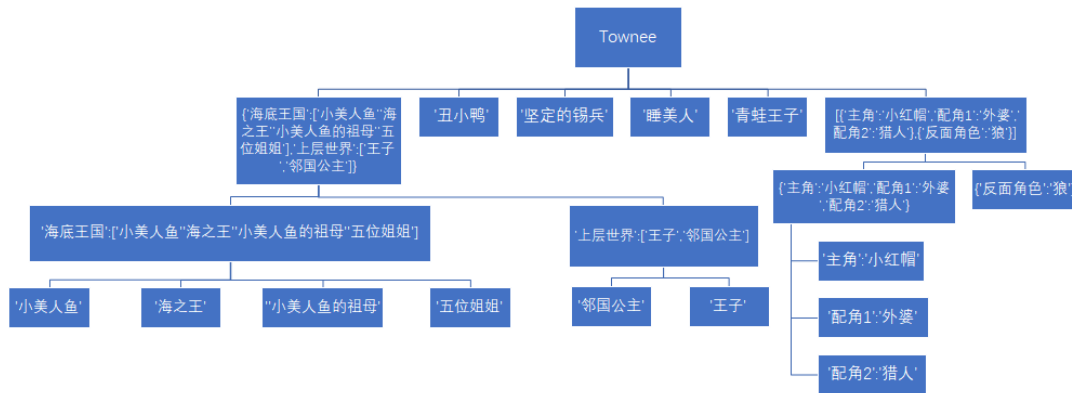 Townee
{'海底王国':['小美人鱼''海
之王''小美人鱼的祖母''五
位姐姐'],'上层世界':['王子
','邻国公主']}
'丑小鸭'
'坚定的锡兵'
'睡美人'
'青蛙王子'
[{'主角':'小红帽','配角1':'外婆','
配角2':'猎人'},{'反面角色':'狼'}]
{'主角':'小红帽','配角1':'外婆
','配角2':'猎人'}
{'反面角色':'狼'}
'海底王国':['小美人鱼''海之王''小美人鱼的祖母''五位姐姐']
'上层世界':['王子','邻国公主']
'主角':'小红帽'
'小美人鱼'
'海之王'
''小美人鱼的祖母'
'五位姐姐'
'邻国公主'
'王子'
'配角1':'外婆'
'配角2':'猎人'